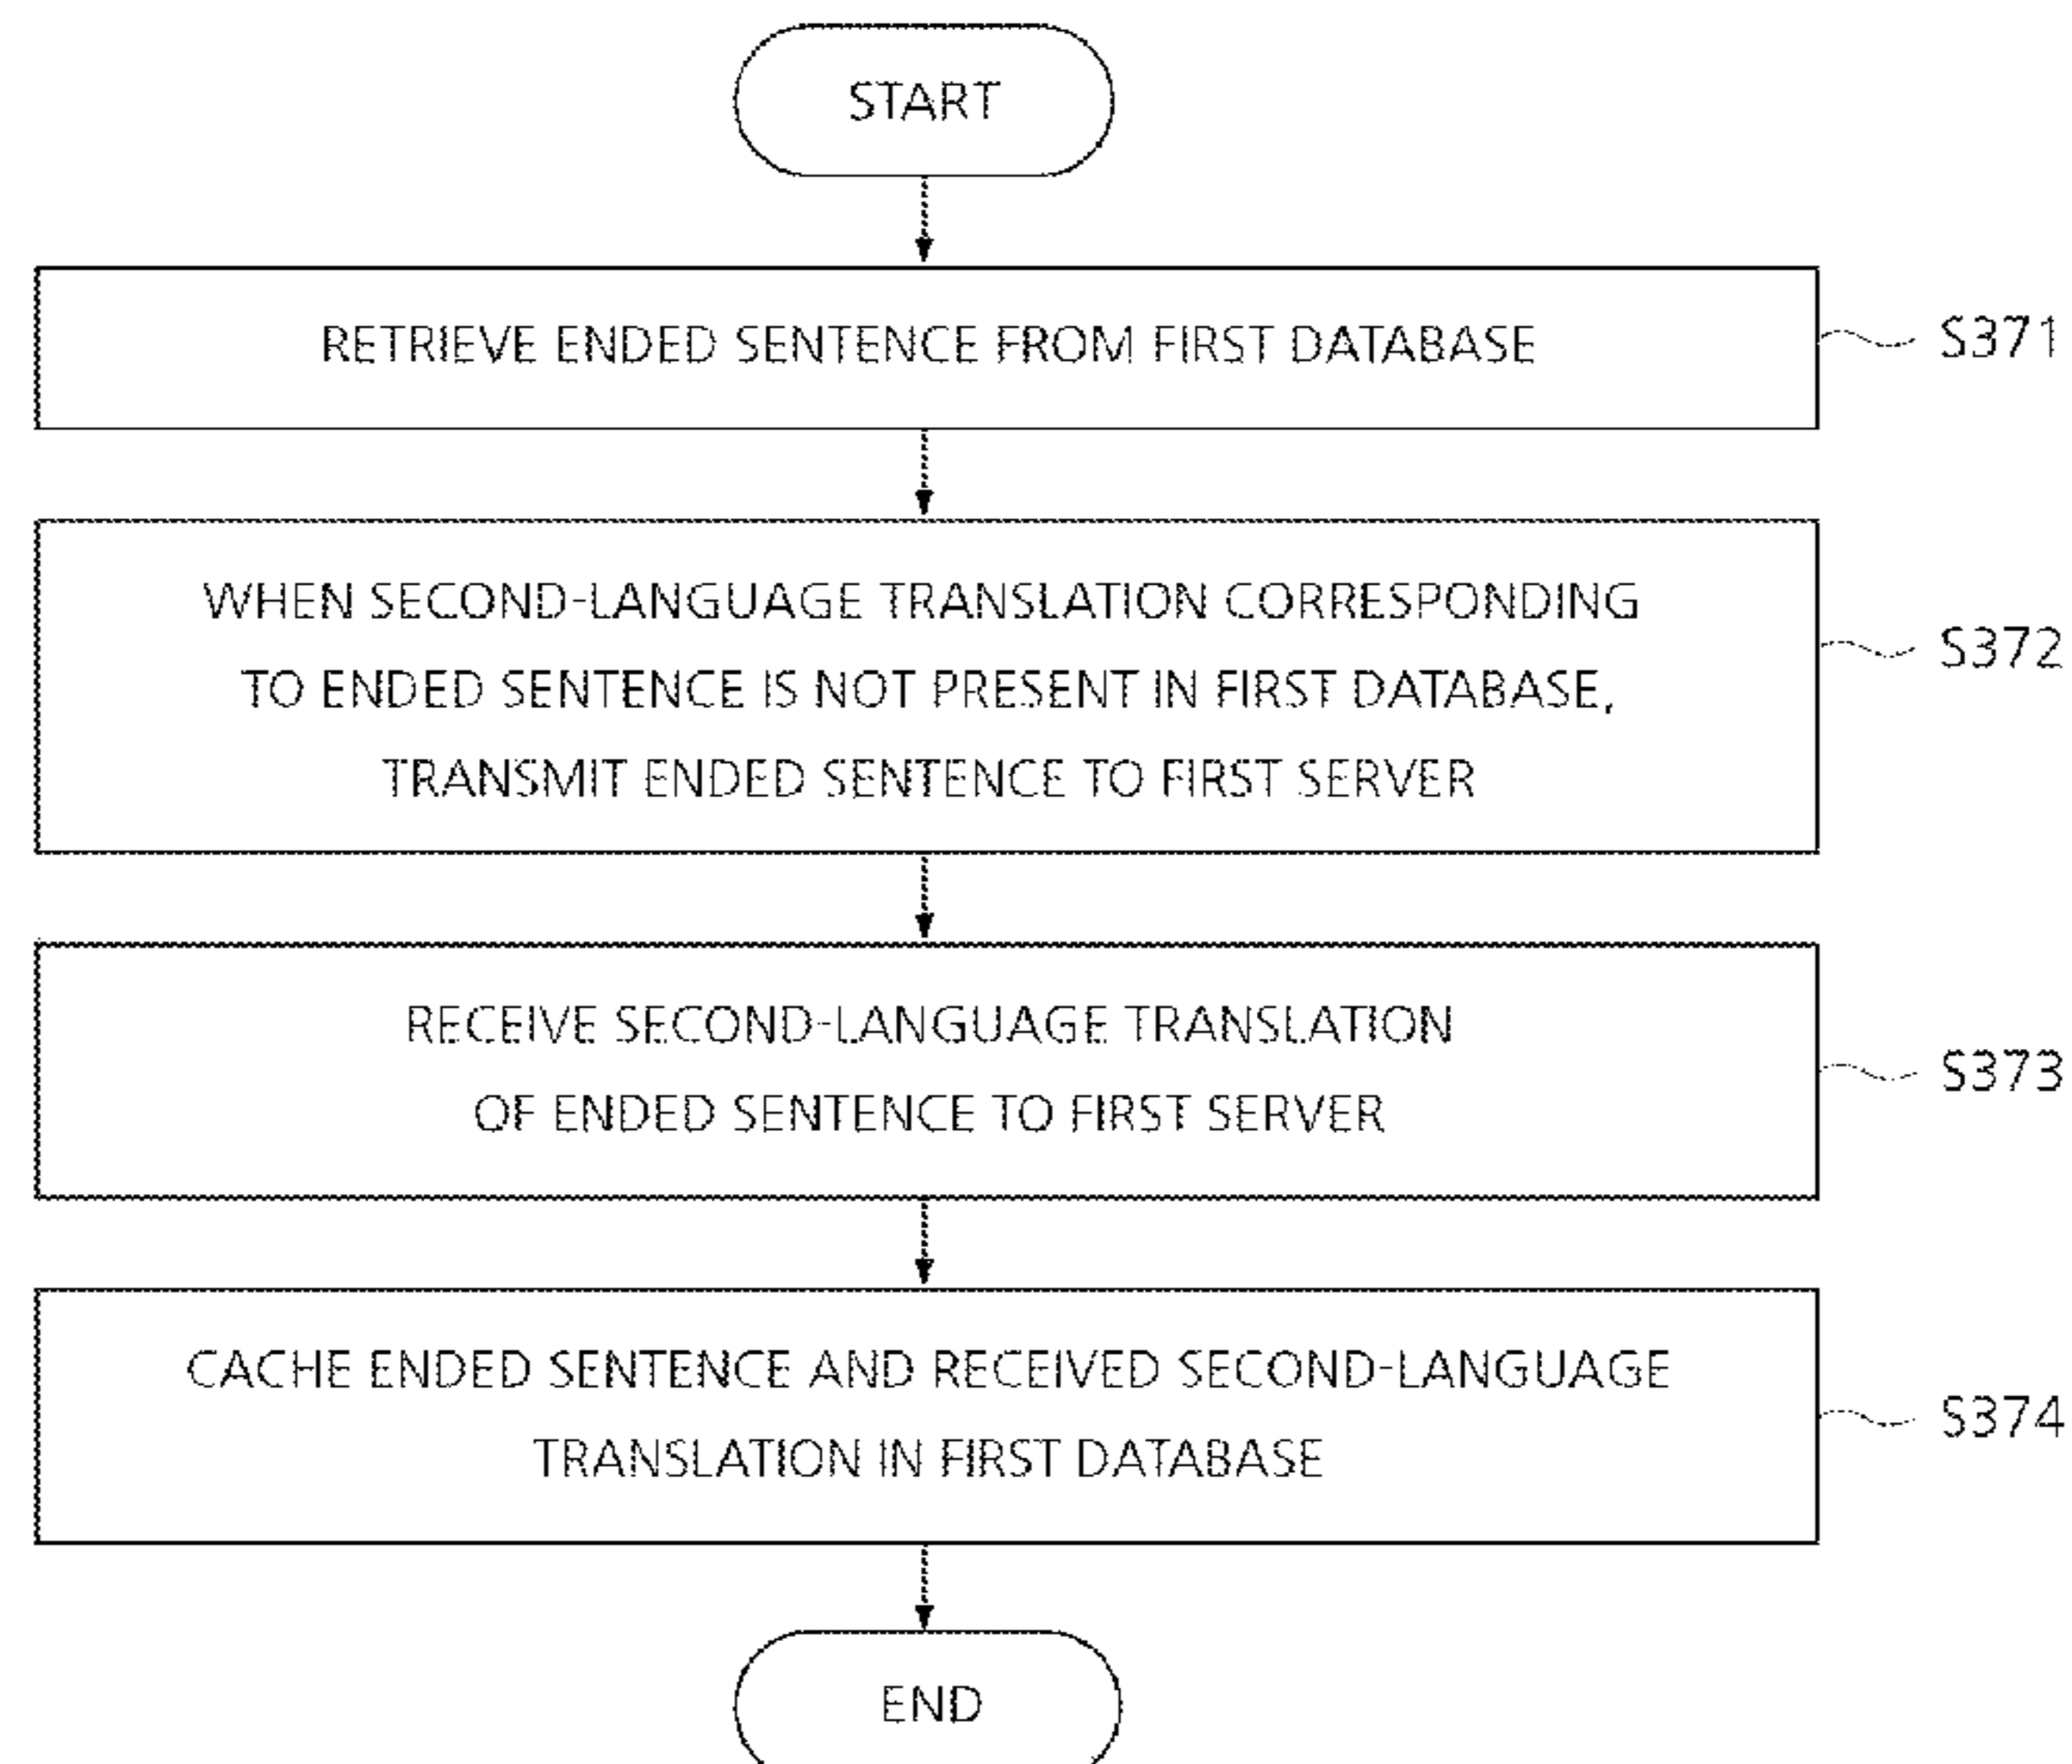 START
RETRIEVE ENDED SENTENCE FROM FIRST DATABASE
S371
WHEN SECOND-LANGUAGE TRANSLATION CORRESPONDING
TO ENDED SENTENCE IS NOT PRESENT IN FIRST DATABASE,
TRANSMIT ENDED SENTENCE TO FIRST SERVER
S372
RECEIVE SECOND-LANGUAGE TRANSLATION
OF ENDED SENTENCE TO FIRST SERVER
S373
CACHE ENDED SENTENCE AND RECEIVED SECOND-LANGUAGE
TRANSLATION IN FIRST DATABASE
S374
END